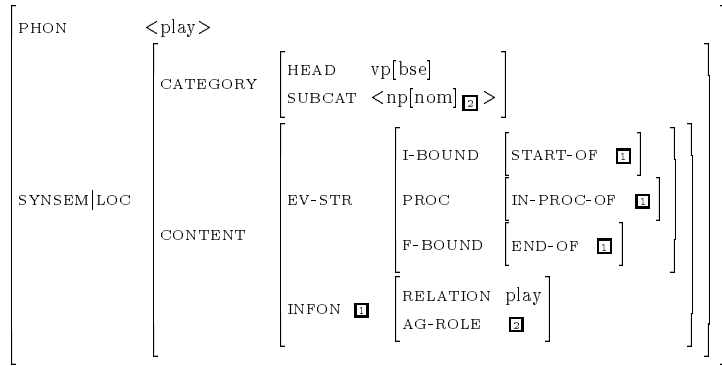 PHON <play>
HEAD vp[bse]
CATEGORY
SUBCAT <np[nom] 2 >
I-BOUND START-OF 1
SYNSEM|LOC EV-STR PROC IN-PROC-OF 1
CONTENT
F-BOUND END-OF 1
RELATION play
INFON 1
AG-ROLE 2